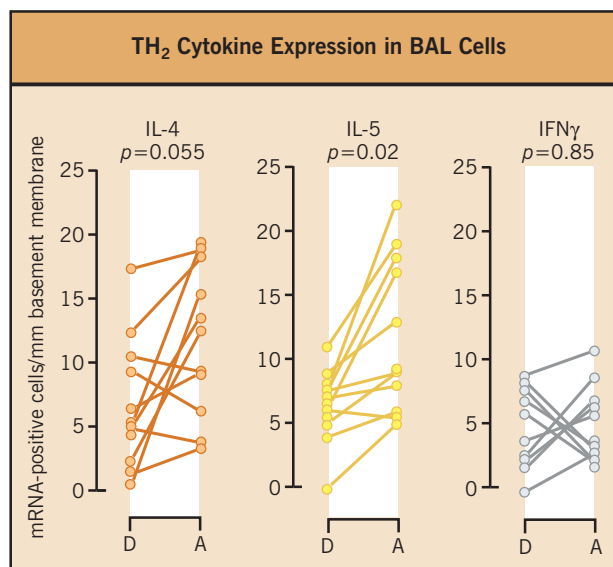 TH₂ Cytokine Expression in BAL Cells
IL-4
p=0.055
IL-5
p=0.02
IFNγ
p=0.85
mRNA-positive cells/mm basement membrane
25
20
15
10
5
0
D A
25
20
15
10
5
0
D A
25
20
15
10
5
0
D A